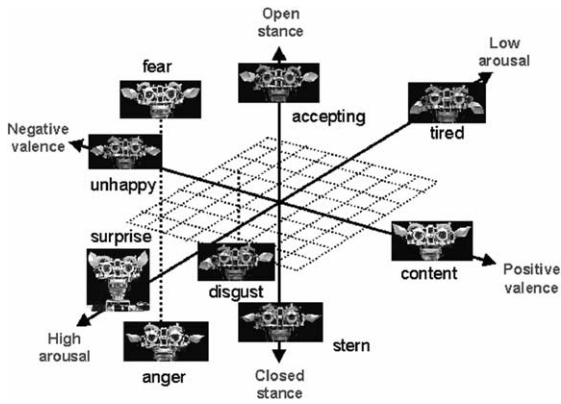 Open
stance
Low
arousal
fear
accepting
tired
Negative
valence
unhappy
surprise
disgust
content
Positive
valence
High
arousal
anger
stern
Closed
stance